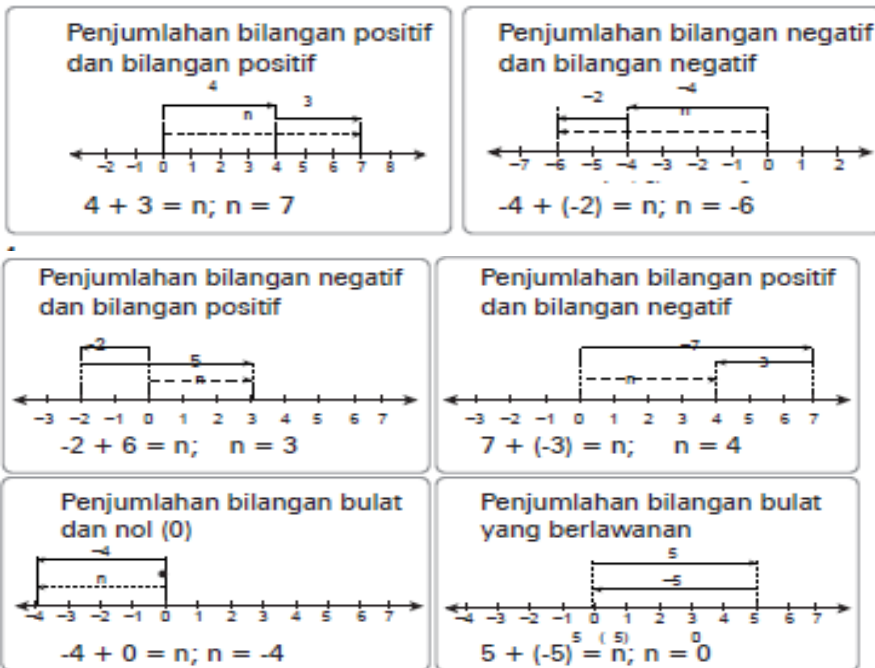 Penjumlahan bilangan positif
dan bilangan positif
4
3
n
–2 –1 0 1 2 3 4 5 6 7 8
4 + 3 = n; n = 7
Penjumlahan bilangan negatif
dan bilangan negatif
–4
–2
n
–7 –6 –5 –4 –3 –2 –1 0 1 2
-4 + (-2) = n; n = -6
Penjumlahan bilangan negatif
dan bilangan positif
–2
5
n
–3 –2 –1 0 1 2 3 4 5 6 7
-2 + 6 = n; n = 3
Penjumlahan bilangan positif
dan bilangan negatif
–7
3
n
–3 –2 –1 0 1 2 3 4 5 6 7
7 + (-3) = n; n = 4
Penjumlahan bilangan bulat
dan nol (0)
–4
n
–4 –3 –2 –1 0 1 2 3 4 5 6 7
-4 + 0 = n; n = -4
Penjumlahan bilangan bulat
yang berlawanan
5
–5
–4 –3 –2 –1 0 1 2 3 4 5 6 7
5 ( 5) 0
5 + (-5) = n; n = 0